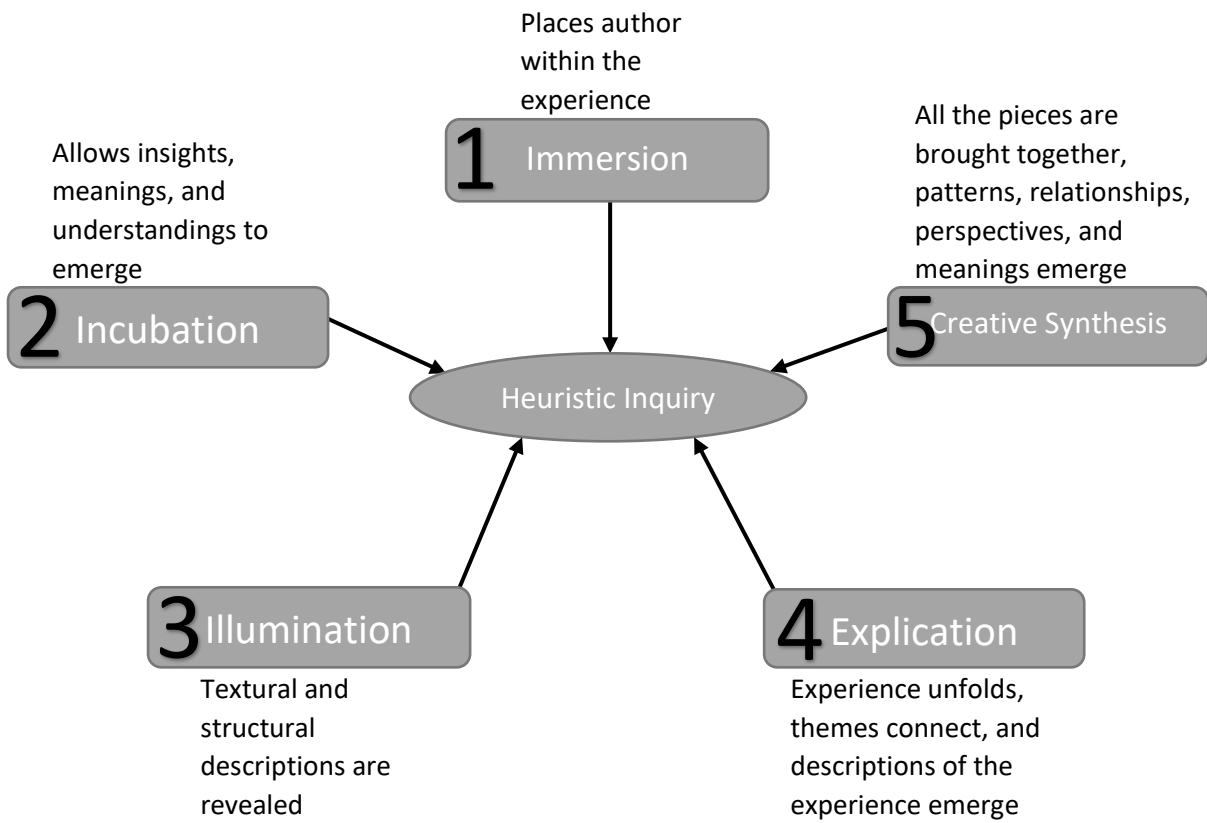 Places author
within the
experience
1 Immersion
Allows insights,
meanings, and
understandings to
emerge
2 Incubation
Textural and
structural
descriptions are
revealed
3 Illumination
4 Explication
Experience unfolds,
themes connect, and
descriptions of the
experience emerge
All the pieces are
brought together,
patterns, relationships,
perspectives, and
meanings emerge
5 Creative Synthesis
Heuristic Inquiry